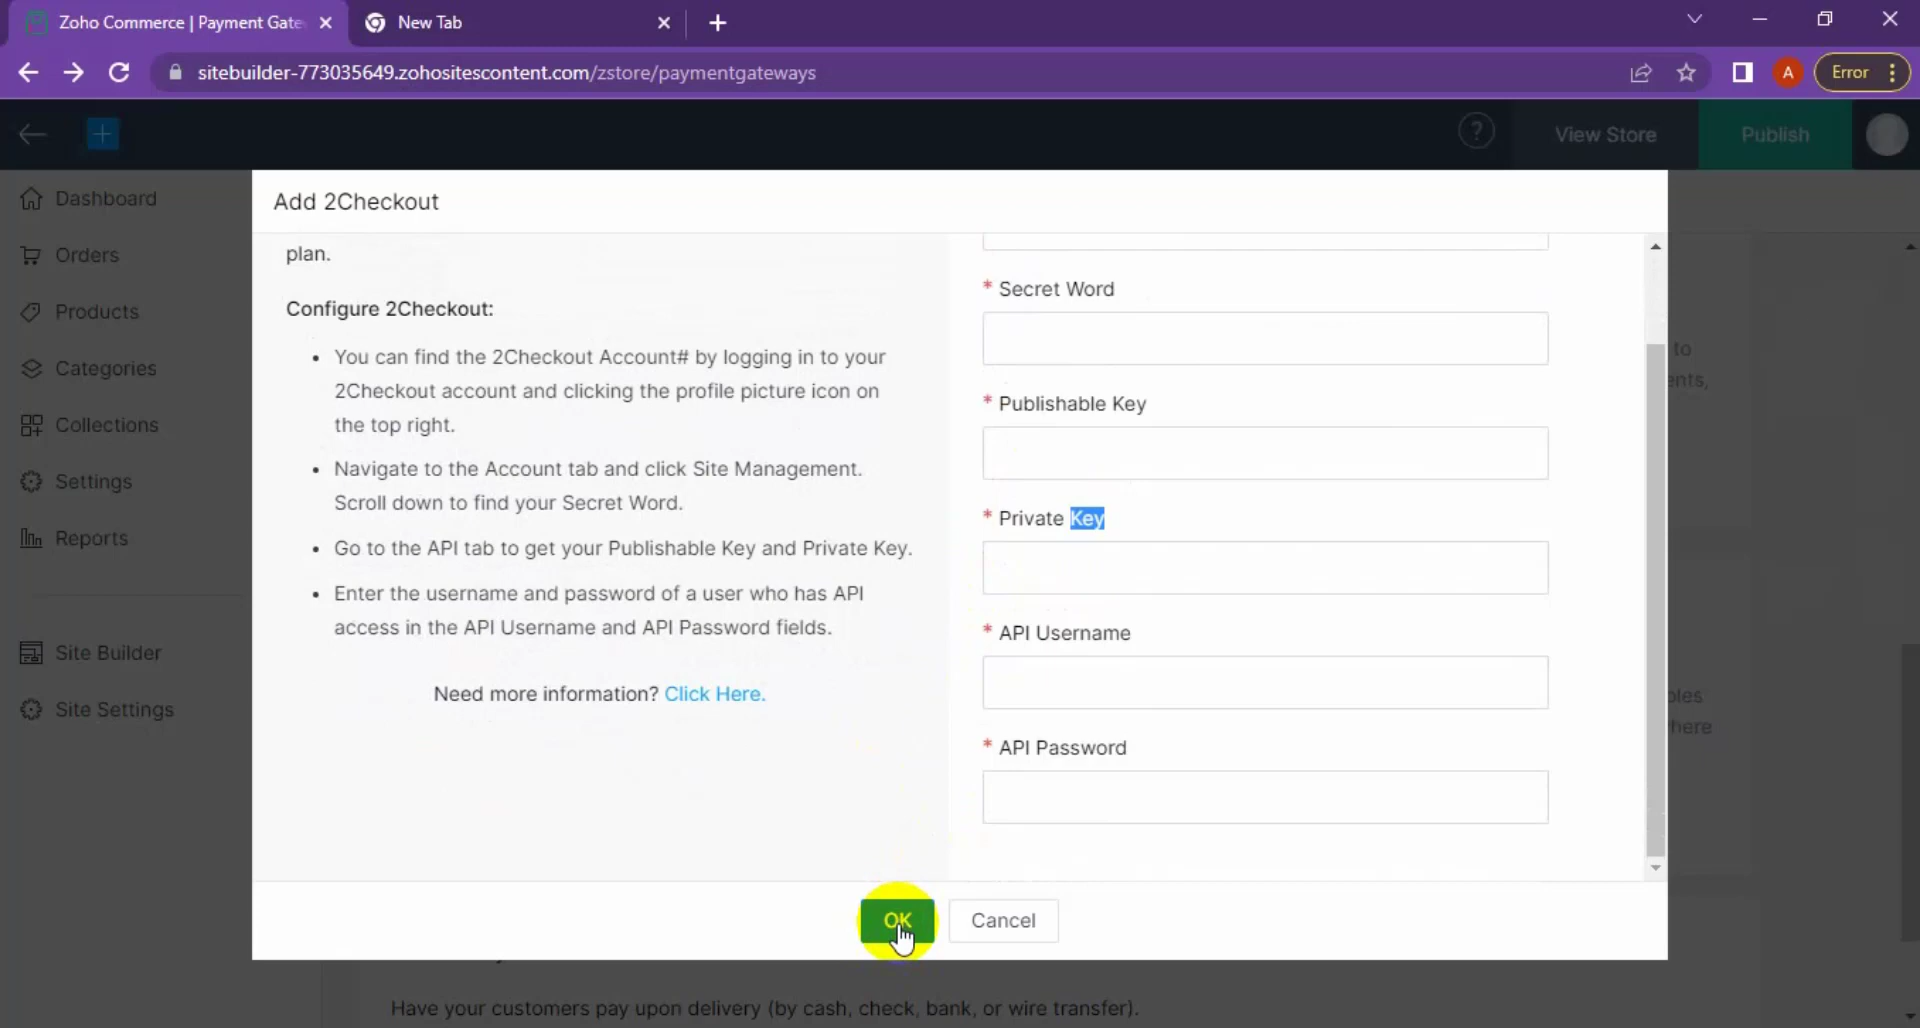 Zoho Commerce | Payment Gate
New Tab
sitebuilder-773035649.zohositescontent.com/zstore/paymentgateways
A
Error
?
View Store
Publish
Dashboard
Orders
Products
Categories
Collections
Settings
Reports
Site Builder
Site Settings
Add 2Checkout
plan.
Configure 2Checkout:
• You can find the 2Checkout Account# by logging in to your
2Checkout account and clicking the profile picture icon on
the top right.
• Navigate to the Account tab and click Site Management.
Scroll down to find your Secret Word.
• Go to the API tab to get your Publishable Key and Private Key.
• Enter the username and password of a user who has API
access in the API Username and API Password fields.
Need more information? Click Here.
* Secret Word
* Publishable Key
* Private Key
* API Username
* API Password
OK
Cancel
to
Have your customers pay upon delivery (by cash, check, bank, or wire transfer).